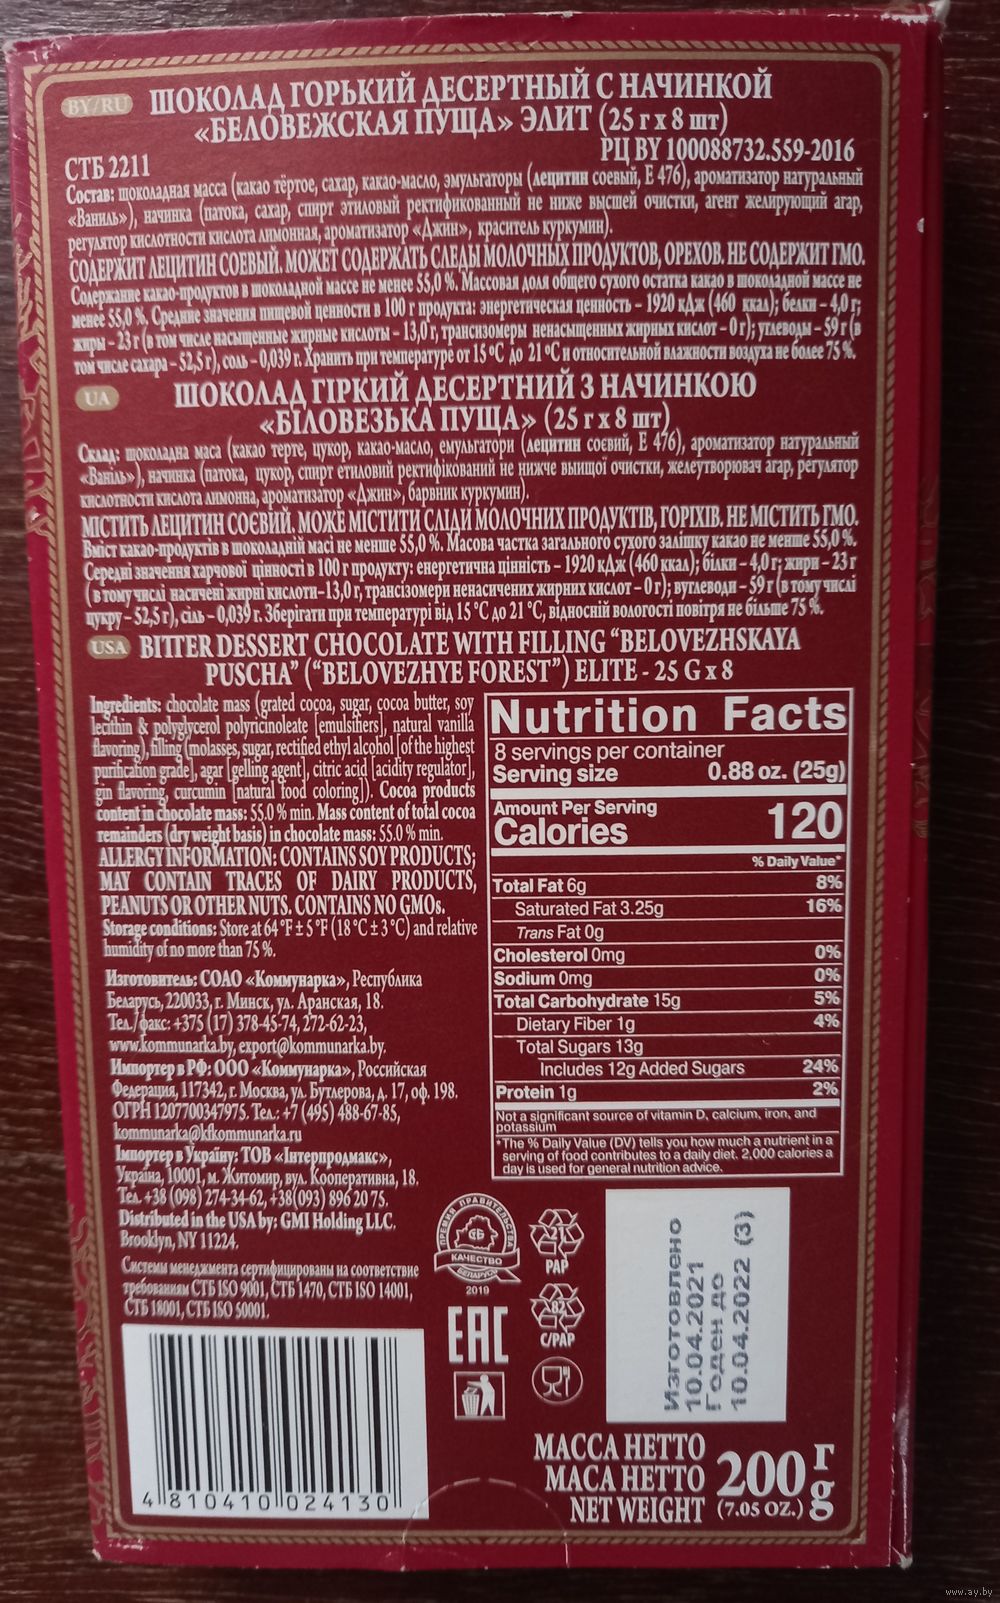 BY/RU
ШОКОЛАД ГОРЬКИЙ ДЕСЕРТНЫЙ С НАЧИНКОЙ
«БЕЛОВЕЖСКАЯ ПУЩА» ЭЛИТ (25 г х 8 шт)
СТБ 2211
РЦ BY 100088732.559-2016
Состав: шоколадная масса (какао тёртое, сахар, какао-масло, эмульгаторы (лецитин соевый, Е 476), ароматизатор натуральный
«Ваниль»), начинка (патока, сахар, спирт этиловый ректификованный не ниже высшей очистки, агент желирующий агар,
регулятор кислотности кислота лимонная, ароматизатор «Джин», краситель куркумин).
СОДЕРЖИТ ЛЕЦИТИН СОЕВЫЙ. МОЖЕТ СОДЕРЖАТЬ СЛЕДЫ МОЛОЧНЫХ ПРОДУКТОВ, ОРЕХОВ. НЕ СОДЕРЖИТ ГМО.
Содержание какао-продуктов в шоколадной массе не менее 55,0 %. Массовая доля общего сухого остатка какао в шоколадной массе не
менее 55,0 %. Средние значения пищевой ценности в 100 г продукта: энергетическая ценность – 1920 кДж (460 ккал); белки – 4,0 г;
жиры – 23 г (в том числе насыщенные жирные кислоты – 13,0 г, трансизомеры ненасыщенных жирных кислот – 0 г); углеводы – 59 г (в
том числе сахара – 52,5 г), соль – 0,039 г. Хранить при температуре от 15 °С до 21 °С и относительной влажности воздуха не более 75 %.
UA
ШОКОЛАД ГІРКИЙ ДЕСЕРТНИЙ З НАЧИНКОЮ
«БІЛОВЕЗЬКА ПУЩА» (25 г х 8 шт)
Склад: шоколадна маса (какао терте, цукор, какао-масло, емульгатори (лецитин соєвий, Е 476), ароматизатор натуральный
«Ваніль»), начинка (патока, цукор, спирт етиловий ректифікований не нижче вищої очистки, желеутворювач агар, регулятор
кислотности кислота лимонна, ароматизатор «Джин», барвник куркумин).
МІСТИТЬ ЛЕЦИТИН СОЄВИЙ. МОЖЕ МІСТИТИ СЛІДИ МОЛОЧНИХ ПРОДУКТІВ, ГОРІХІВ. НЕ МІСТИТЬ ГМО.
Вміст какао-продуктів в шоколадній масі не менше 55,0 %. Масова частка загального сухого залішку какао не менше 55,0 %.
Середні значення харчової цінності в 100 г продукту: енергетична цінність – 1920 кДж (460 ккал); білки – 4,0 г; жири – 23 г
(в тому числі насичені жирні кислоти – 13,0 г, трансізомери ненасичених жирних кислот – 0 г); вуглеводи – 59 г (в тому числі
цукру – 52,5 г), сіль – 0,039 г. Зберігати при температурі від 15 °С до 21 °С, відносній вологості повітря не більше 75 %.
USA
BITTER DESSERT CHOCOLATE WITH FILLING “BELOVEZHSKAYA
PUSCHA” (“BELOVEZHYE FOREST”) ELITE - 25 G x 8
Ingredients: chocolate mass (grated cocoa, sugar, cocoa butter, soy
lecithin & polyglycerol polyricinoleate [emulsifiers], natural vanilla
flavoring), filling (molasses, sugar, rectified ethyl alcohol [of the highest
purification grade], agar [gelling agent], citric acid [acidity regulator],
gin flavoring, curcumin [natural food coloring]). Cocoa products
content in chocolate mass: 55.0 % min. Mass content of total cocoa
remainders (dry weight basis) in chocolate mass: 55.0 % min.
ALLERGY INFORMATION: CONTAINS SOY PRODUCTS;
MAY CONTAIN TRACES OF DAIRY PRODUCTS,
PEANUTS OR OTHER NUTS. CONTAINS NO GMOs.
Storage conditions: Store at 64 °F ± 5 °F (18 °C ± 3 °C) and relative
humidity of no more than 75 %.
Nutrition Facts
8 servings per container
Serving size 0.88 oz. (25g)
Amount Per Serving
Calories 120
% Daily Value*
Total Fat 6g 8%
Saturated Fat 3.25g 16%
Trans Fat 0g
Cholesterol 0mg 0%
Sodium 0mg 0%
Total Carbohydrate 15g 5%
Dietary Fiber 1g 4%
Total Sugars 13g
Includes 12g Added Sugars 24%
Protein 1g 2%
Not a significant source of vitamin D, calcium, iron, and
potassium
*The % Daily Value (DV) tells you how much a nutrient in a
serving of food contributes to a daily diet. 2,000 calories a
day is used for general nutrition advice.
Изготовитель: СОАО «Коммунарка», Республика
Беларусь, 220033, г. Минск, ул. Аранская, 18.
Тел./факс: +375 (17) 378-45-74, 272-62-23,
www.kommunarka.by, export@kommunarka.by.
Импортер в РФ: ООО «Коммунарка», Российская
Федерация, 117342, г. Москва, ул. Бутлерова, д. 17, оф. 198.
ОГРН 1207700347975. Тел.: +7 (495) 488-67-85,
kommunarka@kfkommunarka.ru
Імпортер в Україну: ТОВ «Інтерпродмакс»,
Україна, 10001, м. Житомир, вул. Кооперативна, 18.
Тел. +38 (098) 274-34-62, +38(093) 896 20 75.
Distributed in the USA by: GMI Holding LLC.
Brooklyn, NY 11224.
Системы менеджмента сертифицированы на соответствие
требованиям СТБ ISO 9001, СТБ 1470, СТБ ISO 14001,
СТБ 18001, СТБ ISO 50001.
ПРЕМИЯ ПРАВИТЕЛЬСТВА
СБ
КАЧЕСТВО
БЕЛАРУСИ
2019
21
PAP
82
C/PAP
EAC
Изготовлено
10.04.2021
Годен до
10.04.2022 (3)
4 810410 024130
МАССА НЕТТО
МАСА НЕТТО
NET WEIGHT
200 г
g
(7.05 OZ.)
www.ay.by